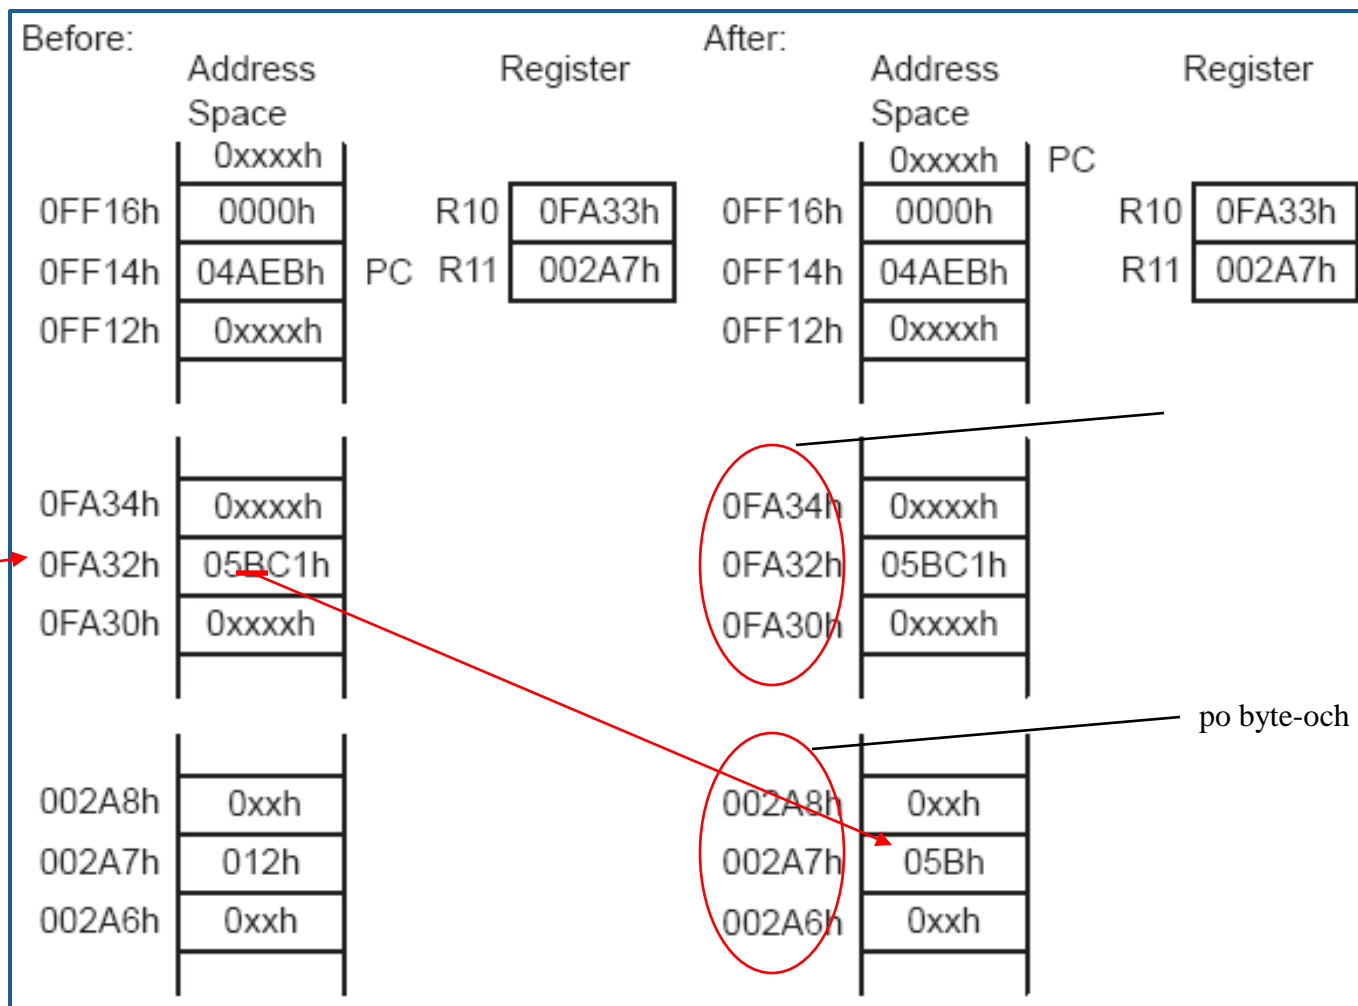 Before:
Address Space
Register
0xxxxh
0FF16h 0000h R10 0FA33h
0FF14h 04AEBh PC R11 002A7h
0FF12h 0xxxxh
0FA34h 0xxxxh
0FA32h 05BC1h
0FA30h 0xxxxh
002A8h 0xxh
002A7h 012h
002A6h 0xxh
After:
Address Space
Register
0xxxxh PC
0FF16h 0000h R10 0FA33h
0FF14h 04AEBh R11 002A7h
0FF12h 0xxxxh
0FA34h 0xxxxh
0FA32h 05BC1h
0FA30h 0xxxxh
po byte-och
002A8h 0xxh
002A7h 05Bh
002A6h 0xxh